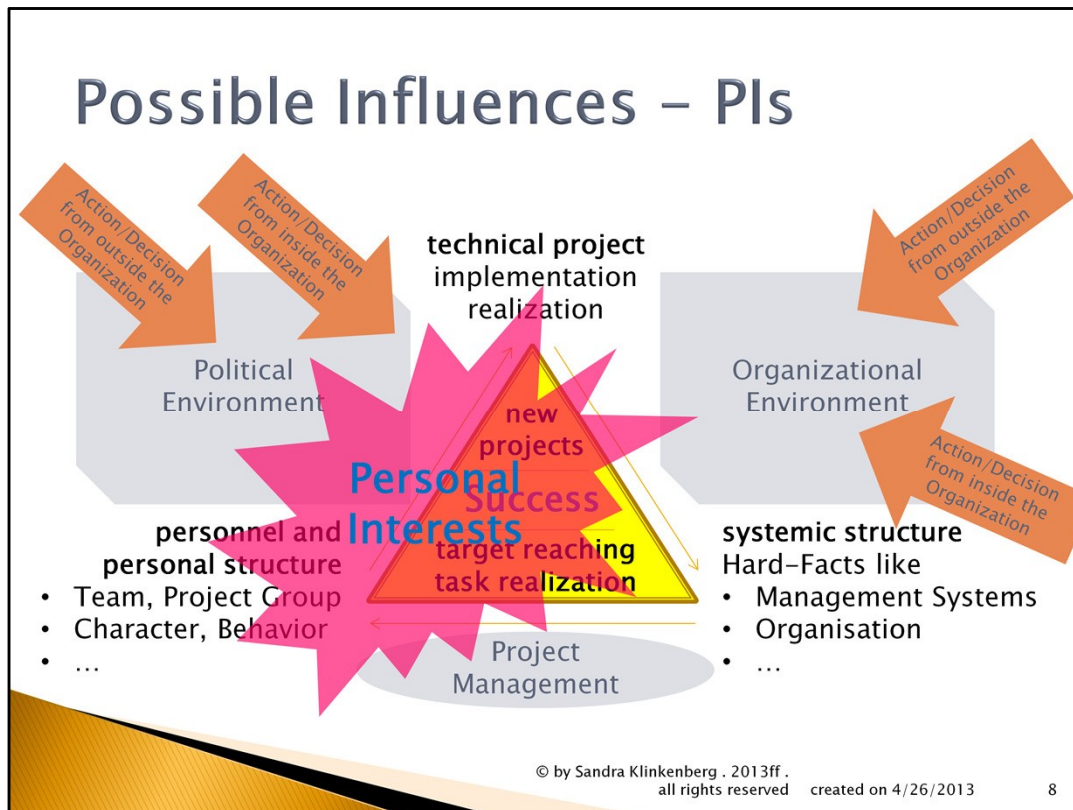 Possible Influences – PIs
Action/Decision
from outside the
Organization
Action/Decision
from inside the
Organization
technical project
implementation
realization
Action/Decision
from outside the
Organization
Political
Environment
Organizational
Environment
new
projects
Success
target reaching
task realization
Personal
Interests
Action/Decision
from inside the
Organization
personnel and
personal structure
• Team, Project Group
• Character, Behavior
• …
systemic structure
Hard-Facts like
• Management Systems
• Organisation
• …
Project
Management
© by Sandra Klinkenberg . 2013ff .
all rights reserved created on 4/26/2013 8